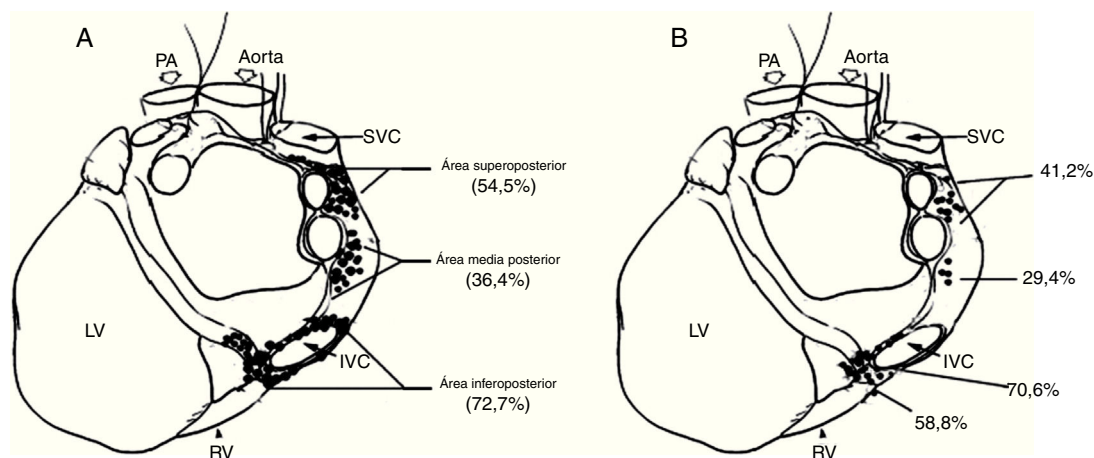 A
PA
Aorta
SVC
Área superoposterior
(54,5%)
Área media posterior
(36,4%)
LV
IVC
Área inferoposterior
(72,7%)
RV
B
PA
Aorta
SVC
41,2%
29,4%
LV
IVC
70,6%
58,8%
RV